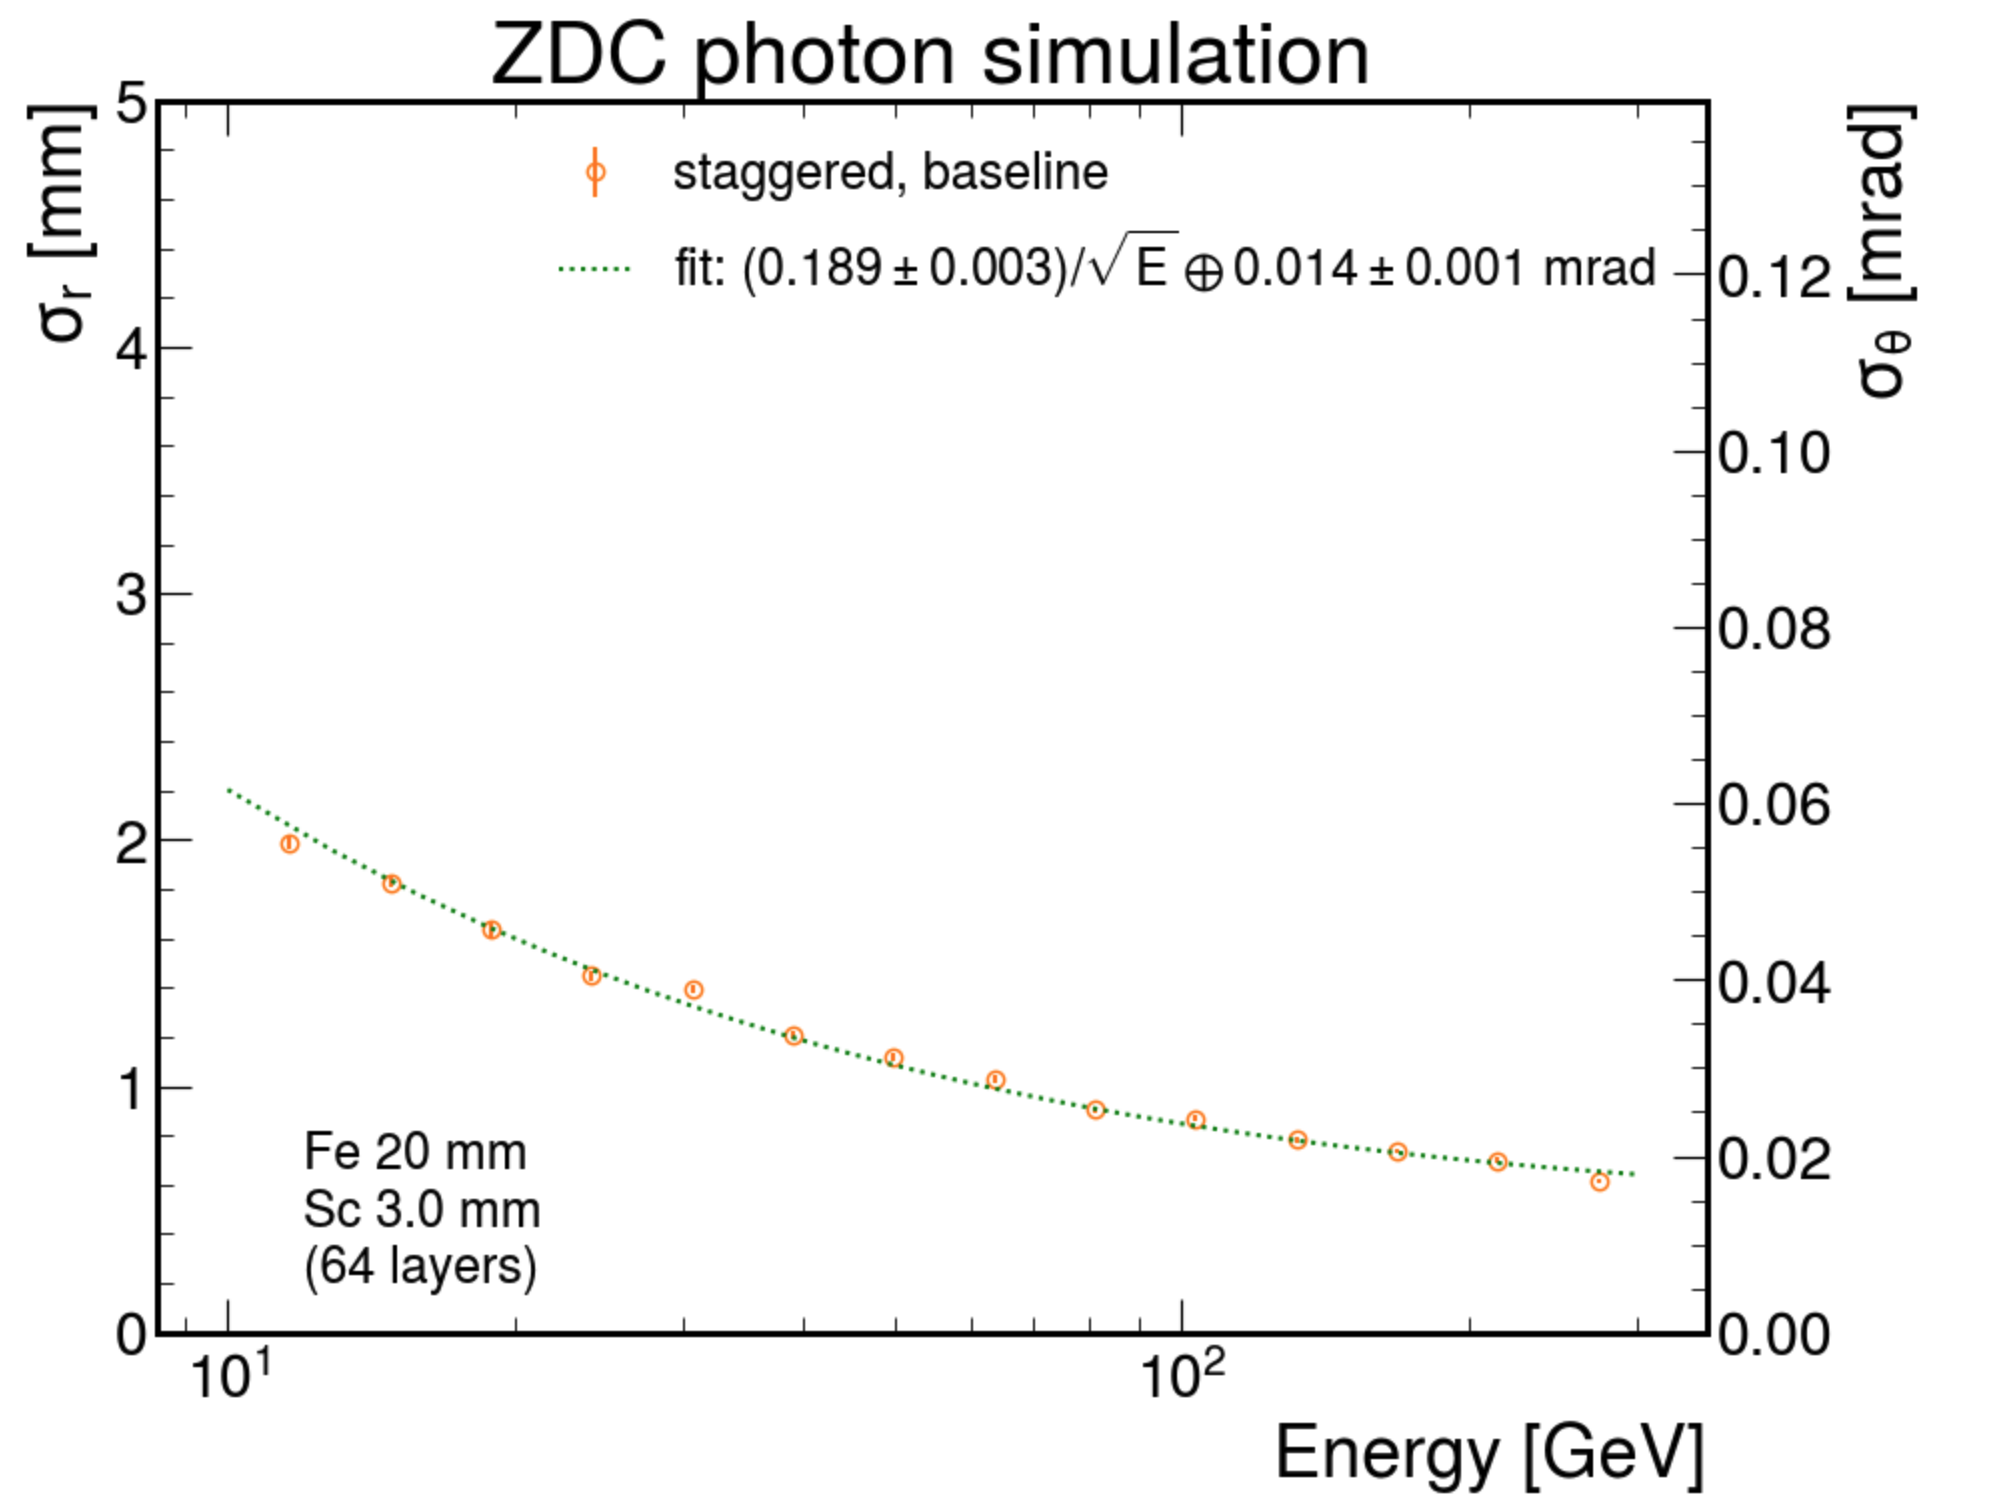 ZDC photon simulation
σr [mm]
5
4
3
2
1
0
staggered, baseline
fit: (0.189 ± 0.003)/√E ⊕ 0.014 ± 0.001 mrad
Fe 20 mm
Sc 3.0 mm
(64 layers)
σθ [mrad]
0.12
0.10
0.08
0.06
0.04
0.02
0.00
10¹
10²
Energy [GeV]